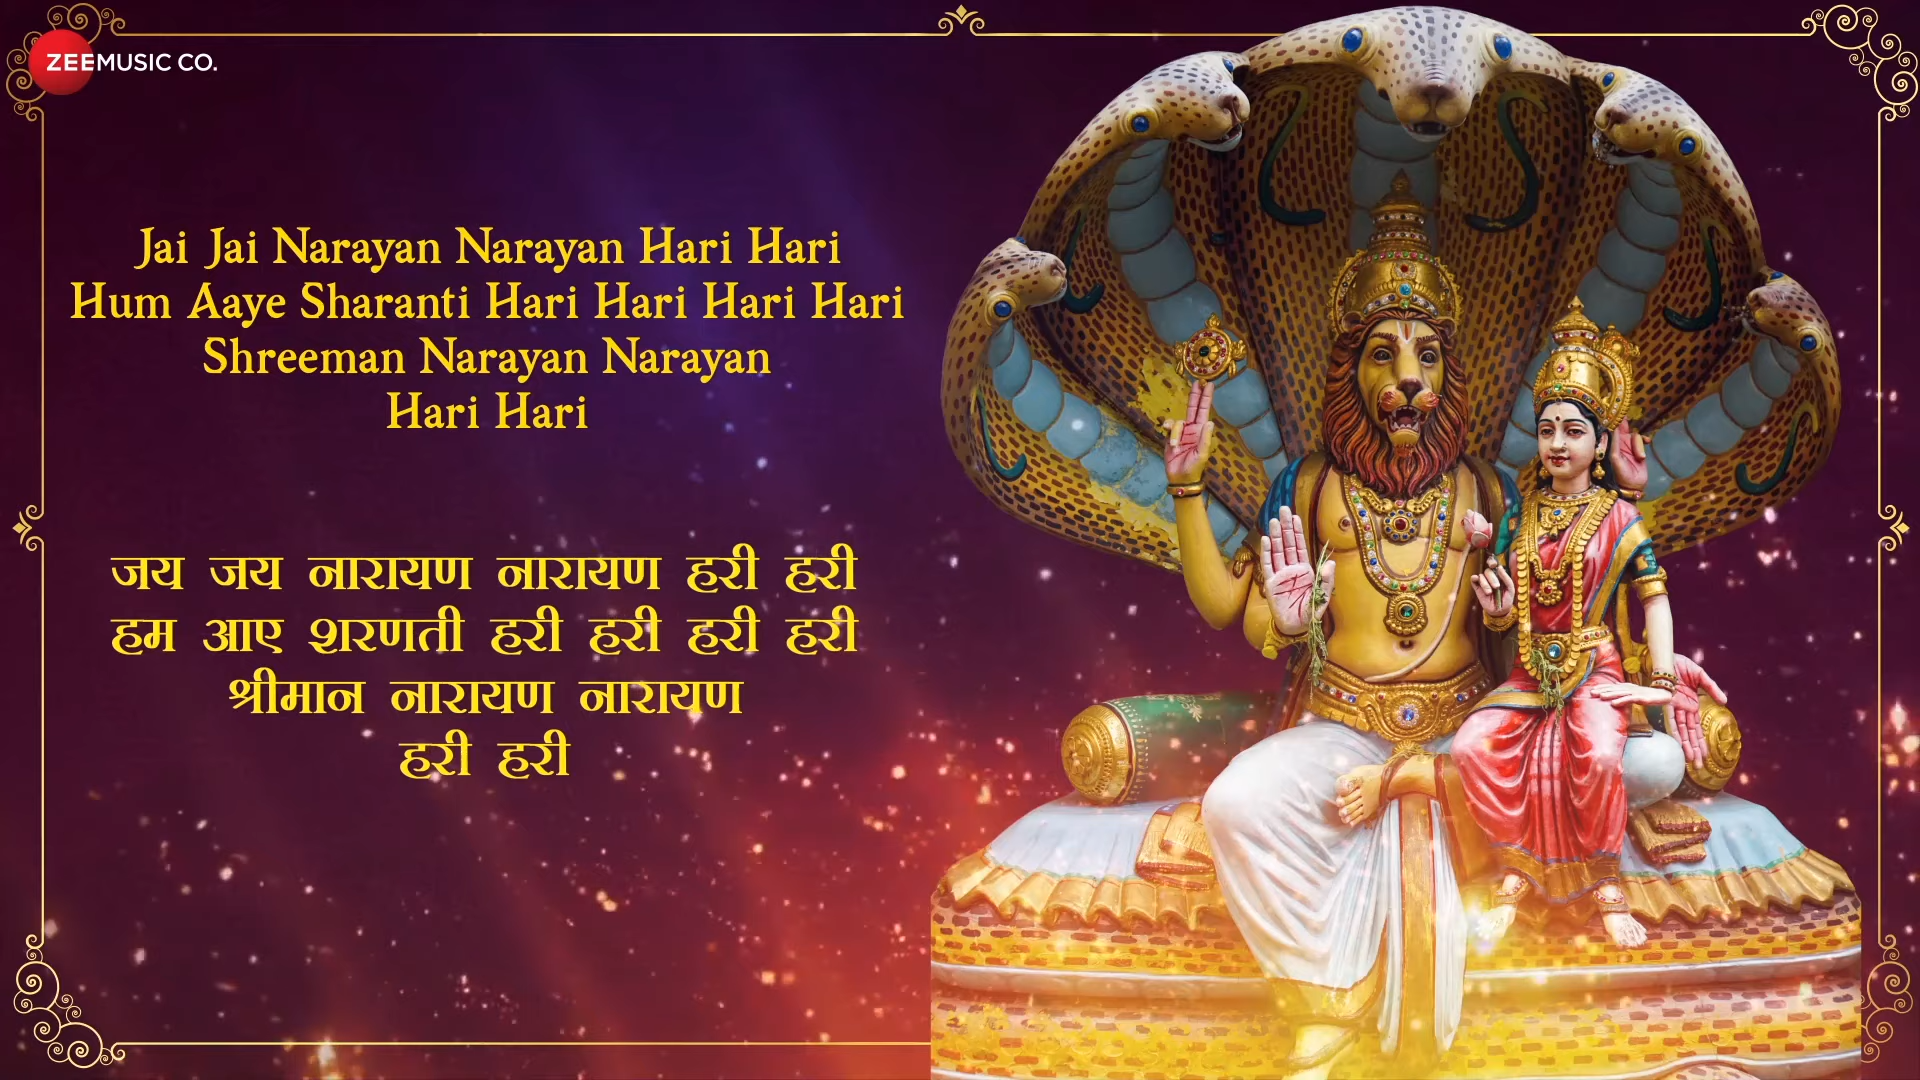 ZEEMUSIC CO.
Jai Jai Narayan Narayan Hari Hari
Hum Aaye Sharanti Hari Hari Hari Hari
Shreeman Narayan Narayan
Hari Hari
जय जय नारायण नारायण हरी हरी
हम आए शरणती हरी हरी हरी हरी
श्रीमान नारायण नारायण
हरी हरी